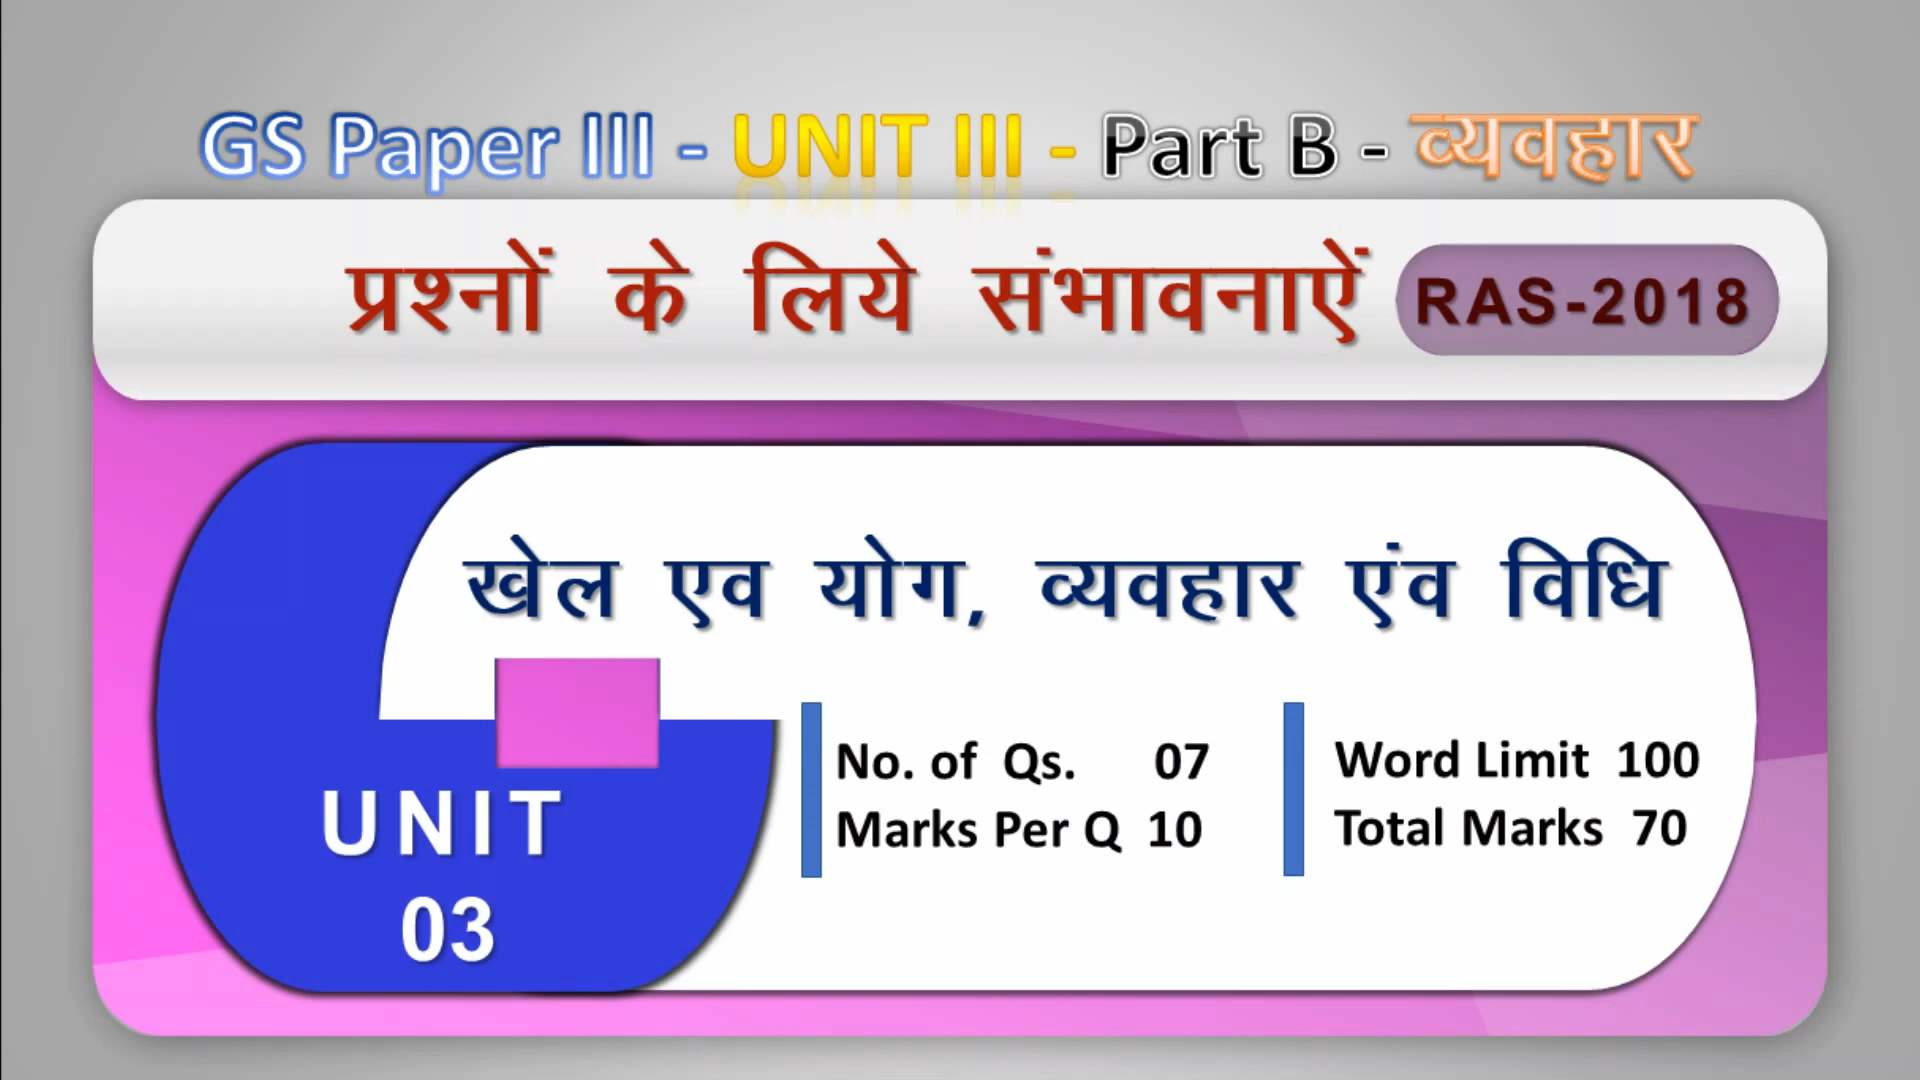 GS Paper III - UNIT III - Part B - व्यवहार
प्रश्नों के लिये संभावनाऐं RAS-2018
खेल एव योग, व्यवहार एंव विधि
No. of Qs. 07
Marks Per Q 10
Word Limit 100
Total Marks 70
UNIT
03